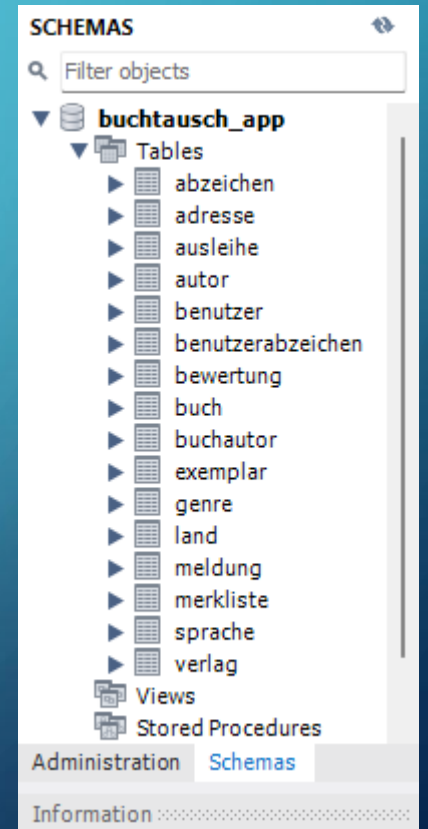 SCHEMAS
Filter objects
buchtausch_app
Tables
abzeichen
adresse
ausleihe
autor
benutzer
benutzerabzeichen
bewertung
buch
buchautor
exemplar
genre
land
meldung
merkliste
sprache
verlag
Views
Stored Procedures
Administration Schemas
Information